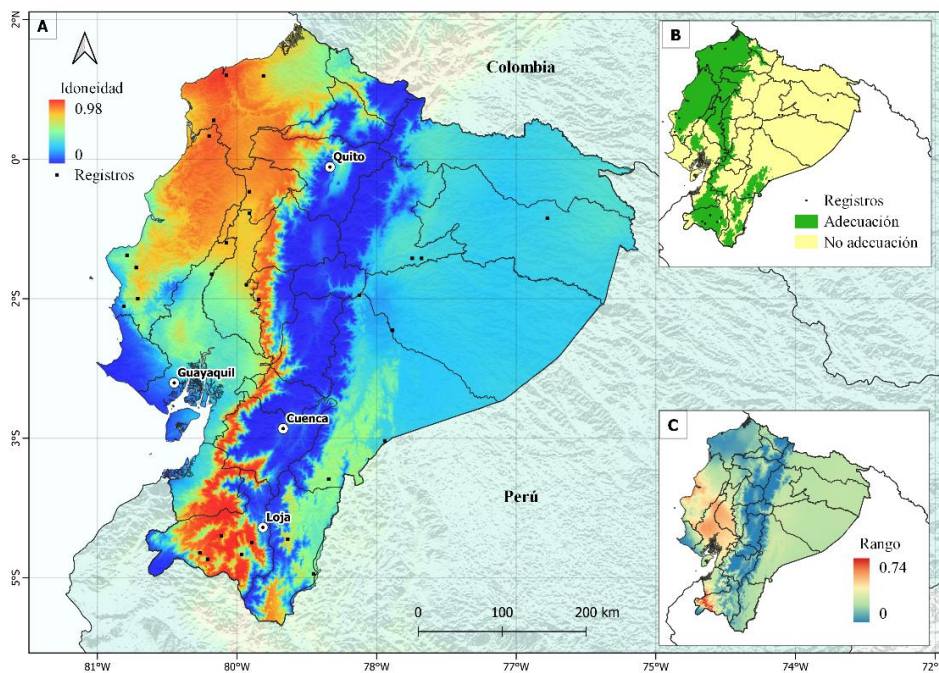 A
2°N
Idoneidad
0.98
0
Registros
Colombia
Quito
0°
2°S
Guayaquil
Cuenca
3°S
Loja
Perú
5°S
0 100 200 km
81°W 80°W 78°W 77°W 75°W 74°W 72°W
B
Registros
Adecuación
No adecuación
C
Rango
0.74
0